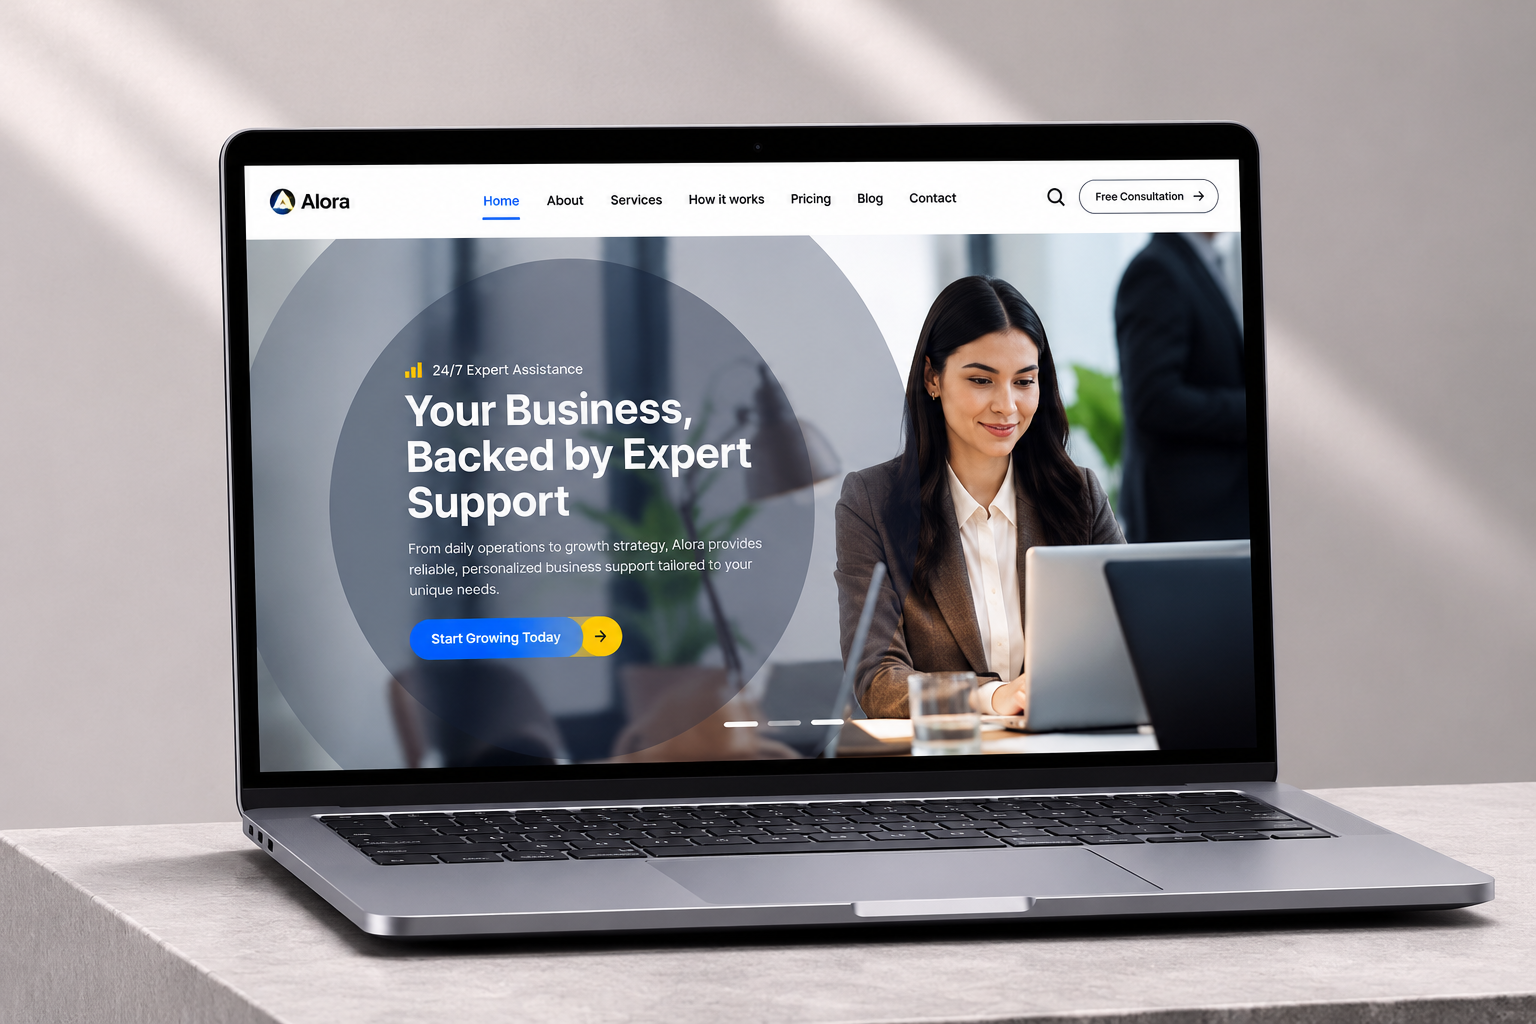 Alora
Home About Services How it works Pricing Blog Contact
Free Consultation
24/7 Expert Assistance
Your Business,
Backed by Expert
Support
From daily operations to growth strategy, Alora provides
reliable, personalized business support tailored to your
unique needs.
Start Growing Today